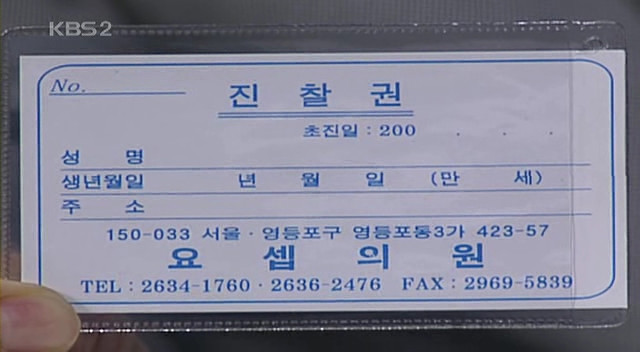 KBS2
No.
진 찰 권
초진일 : 200 . . .
성 명
생년월일 년 월 일 (만 세)
주 소
150-033 서울 · 영등포구 영등포동3가 423-57
요 셉 의 원
TEL : 2634-1760 · 2636-2476 FAX : 2969-5839